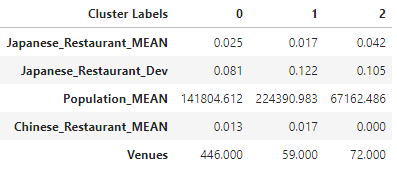 Cluster Labels 0 1 2
Japanese_Restaurant_MEAN 0.025 0.017 0.042
Japanese_Restaurant_Dev 0.081 0.122 0.105
Population_MEAN 141804.612 224390.983 67162.486
Chinese_Restaurant_MEAN 0.013 0.017 0.000
Venues 446.000 59.000 72.000